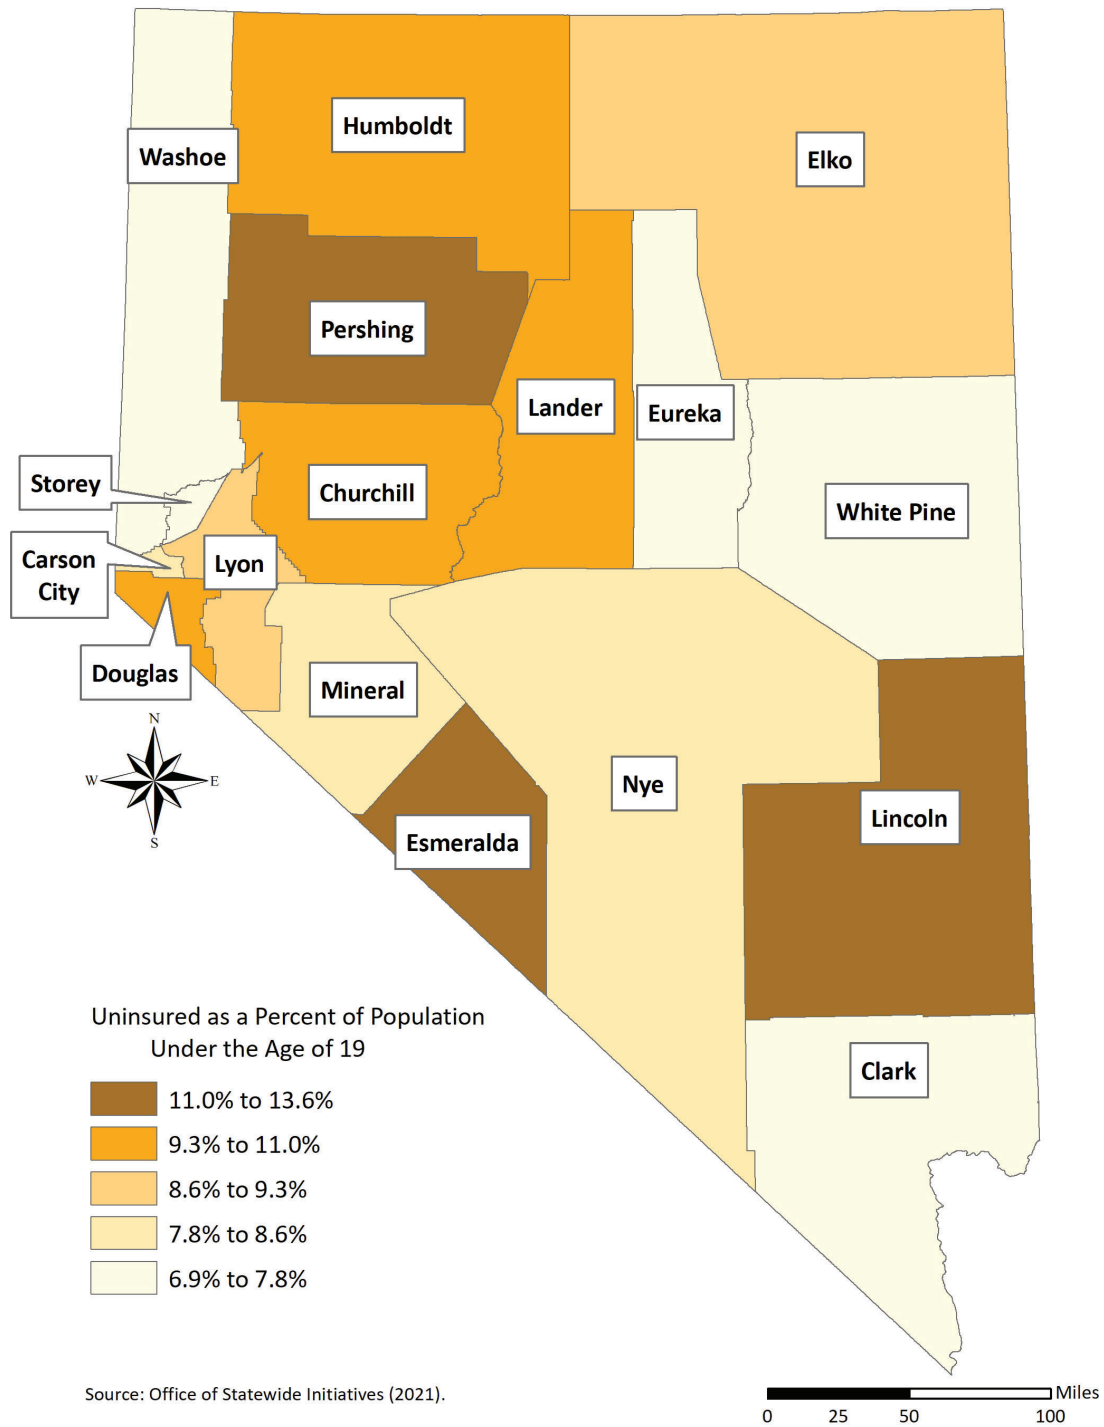 Humboldt
Washoe
Elko
Pershing
Lander
Eureka
Storey
Churchill
White Pine
Carson
City
Lyon
Douglas
Mineral
N
W
E
S
Nye
Lincoln
Esmeralda
Clark
Uninsured as a Percent of Population
Under the Age of 19
11.0% to 13.6%
9.3% to 11.0%
8.6% to 9.3%
7.8% to 8.6%
6.9% to 7.8%
Source: Office of Statewide Initiatives (2021).
Miles
0 25 50 100